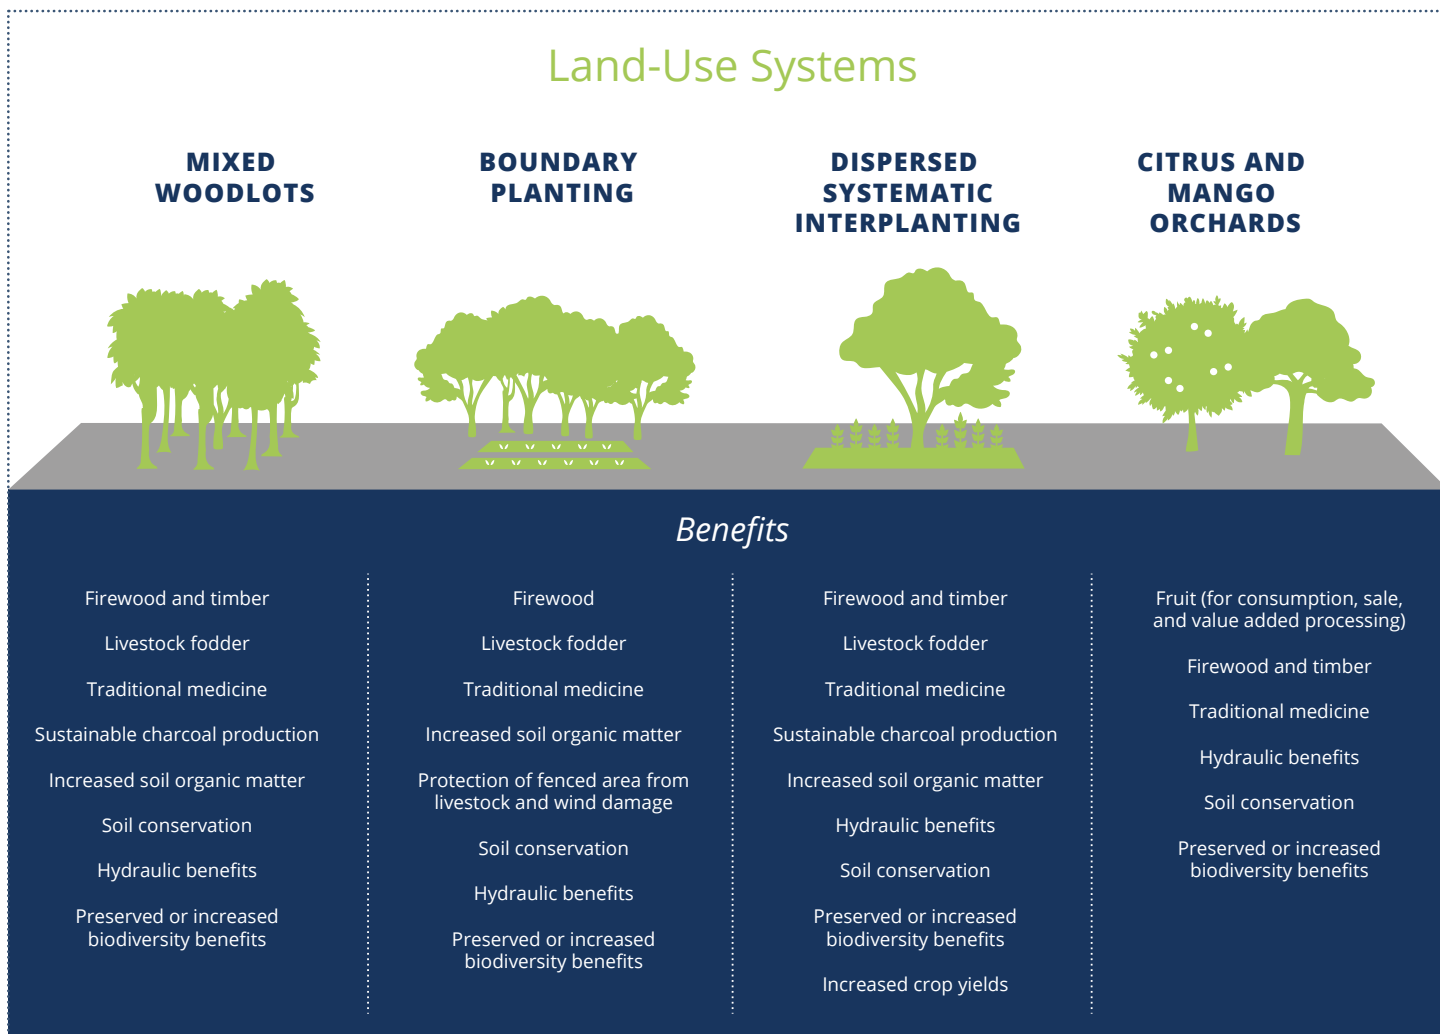 Land-Use Systems
MIXED
WOODLOTS
BOUNDARY
PLANTING
DISPERSED
SYSTEMATIC
INTERPLANTING
CITRUS AND
MANGO
ORCHARDS
Benefits
Firewood and timber
Livestock fodder
Traditional medicine
Sustainable charcoal production
Increased soil organic matter
Soil conservation
Hydraulic benefits
Preserved or increased
biodiversity benefits
Firewood
Livestock fodder
Traditional medicine
Increased soil organic matter
Protection of fenced area from
livestock and wind damage
Soil conservation
Hydraulic benefits
Preserved or increased
biodiversity benefits
Firewood and timber
Livestock fodder
Traditional medicine
Sustainable charcoal production
Increased soil organic matter
Hydraulic benefits
Soil conservation
Preserved or increased
biodiversity benefits
Increased crop yields
Fruit (for consumption, sale,
and value added processing)
Firewood and timber
Traditional medicine
Hydraulic benefits
Soil conservation
Preserved or increased
biodiversity benefits